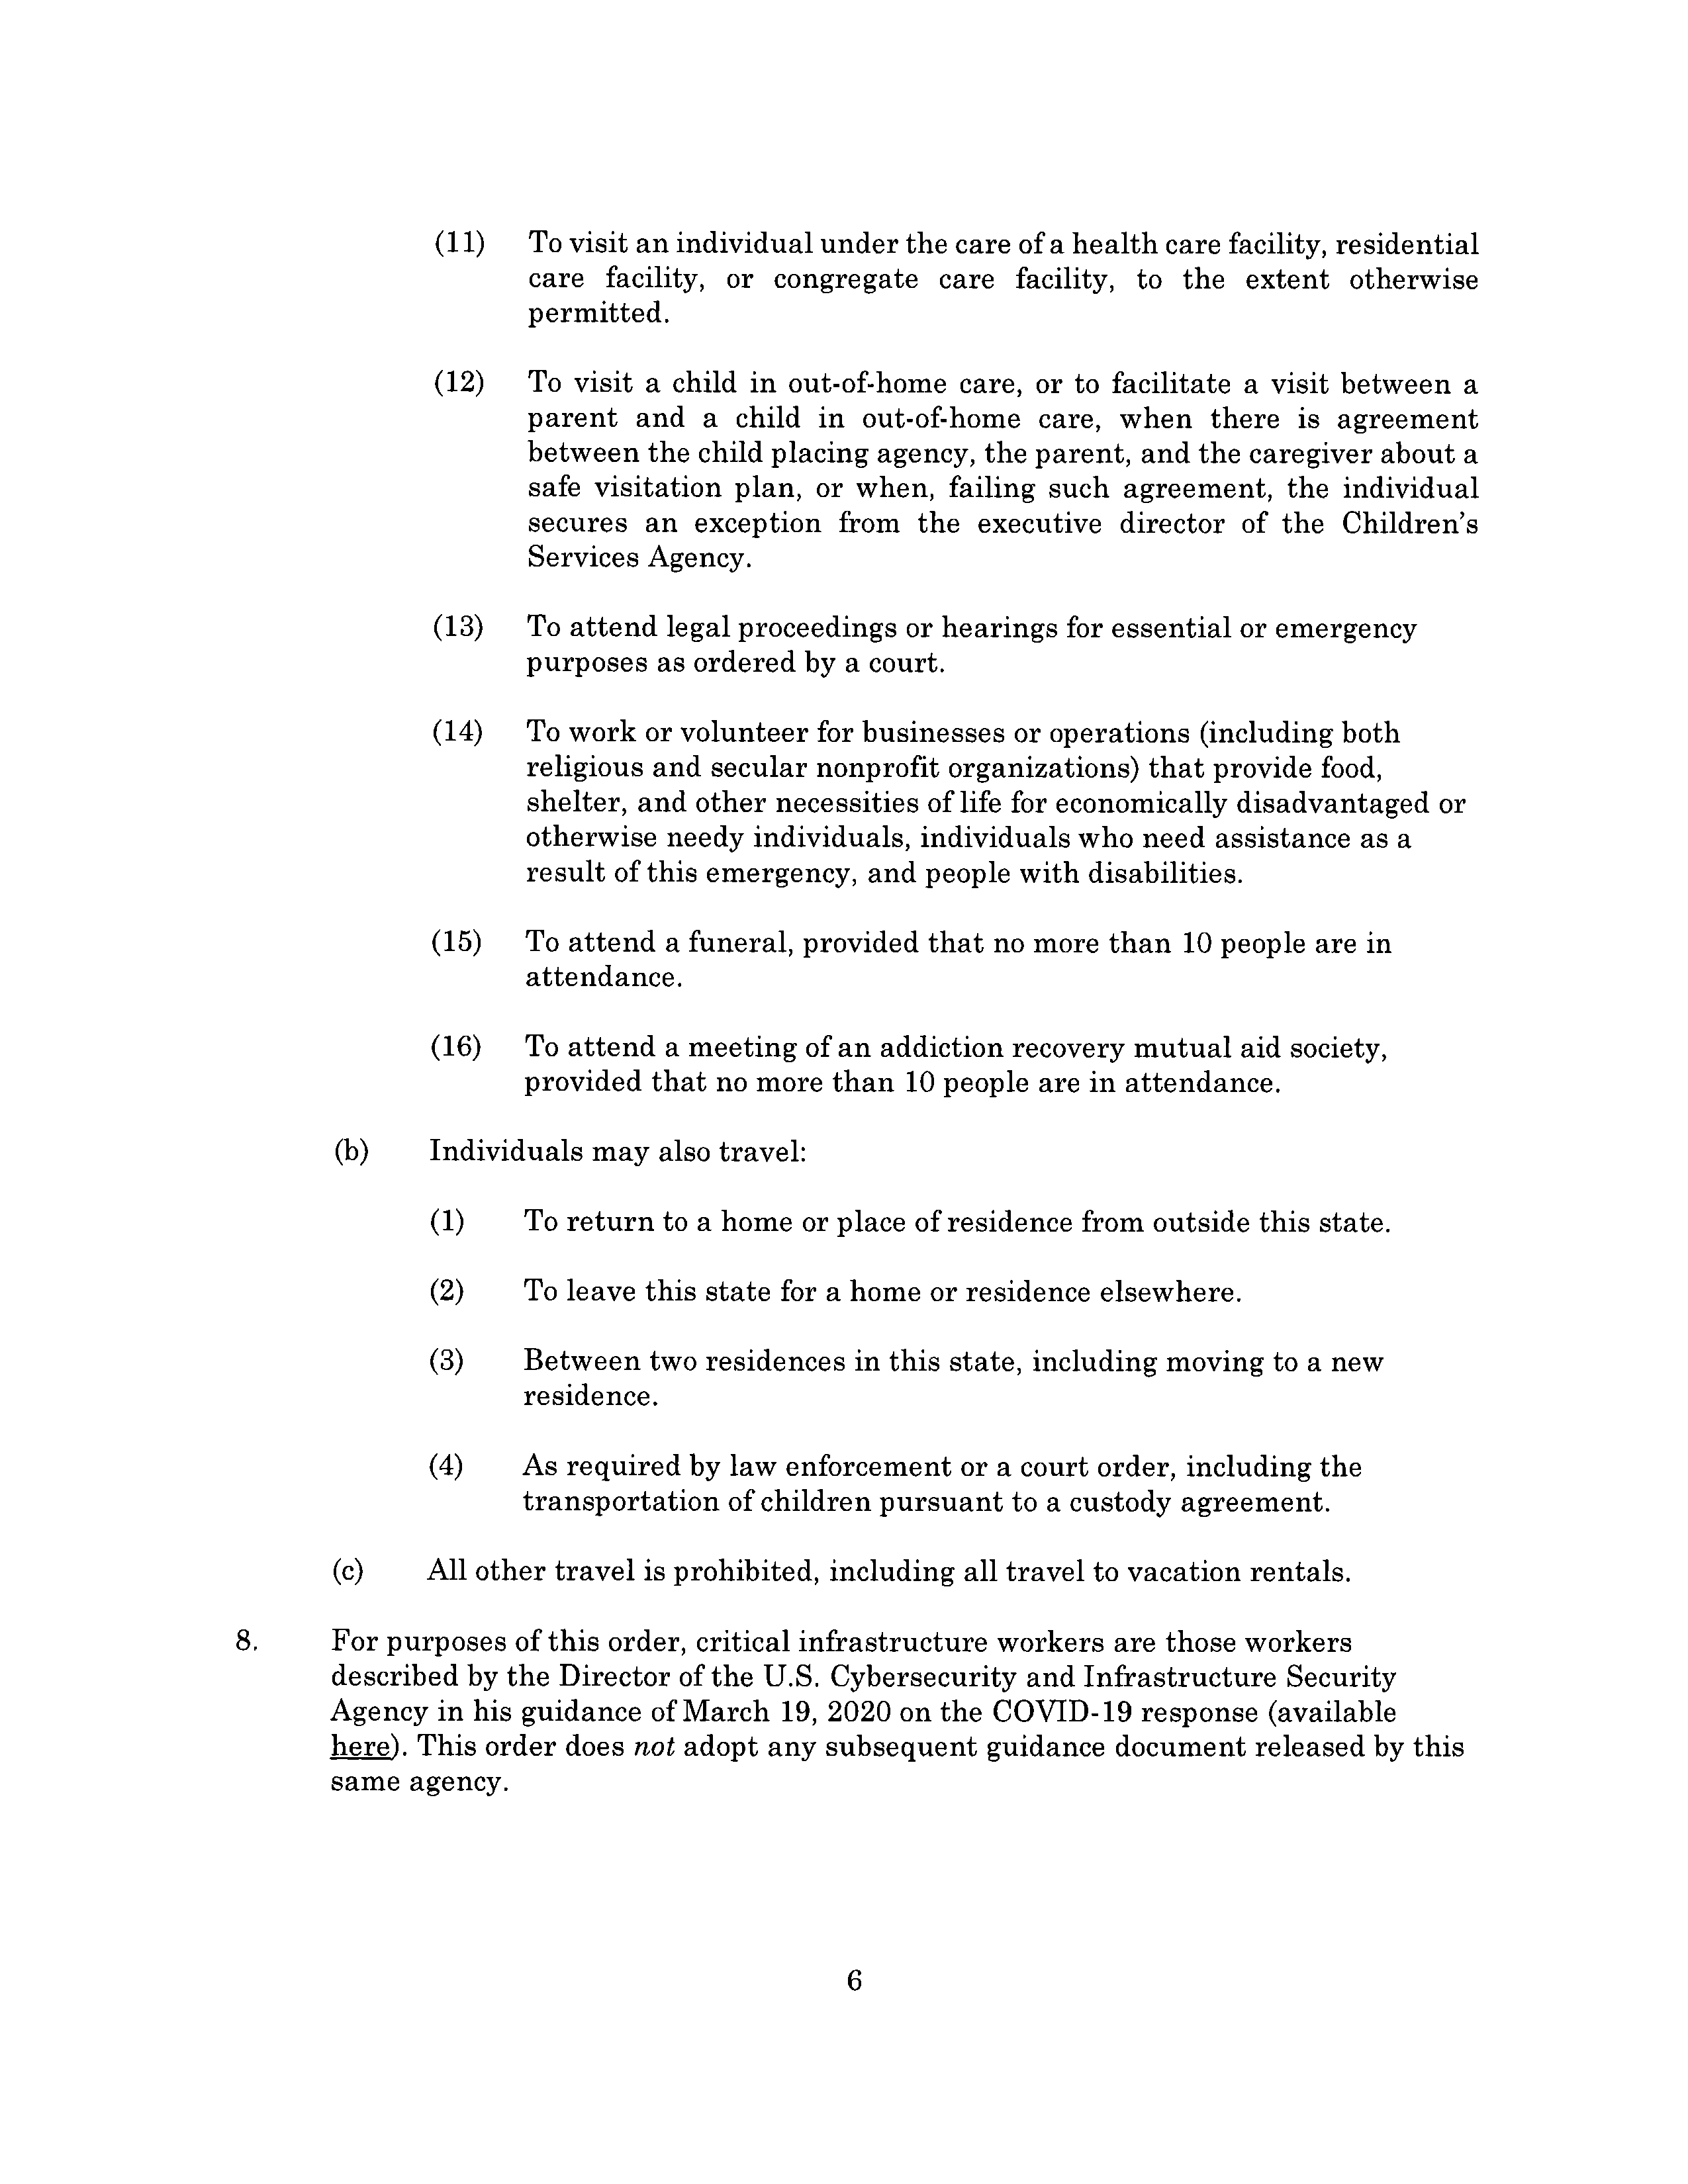 (11) To visit an individual under the care of a health care facility, residential
care facility, or congregate care facility, to the extent otherwise
permitted.
(12) To visit a child in out-of-home care, or to facilitate a visit between a
parent and a child in out-of-home care, when there is agreement
between the child placing agency, the parent, and the caregiver about a
safe visitation plan, or when, failing such agreement, the individual
secures an exception from the executive director of the Children's
Services Agency.
(13) To attend legal proceedings or hearings for essential or emergency
purposes as ordered by a court.
(14) To work or volunteer for businesses or operations (including both
religious and secular nonprofit organizations) that provide food,
shelter, and other necessities of life for economically disadvantaged or
otherwise needy individuals, individuals who need assistance as a
result of this emergency, and people with disabilities.
(15) To attend a funeral, provided that no more than 10 people are in
attendance.
(16) To attend a meeting of an addiction recovery mutual aid society,
provided that no more than 10 people are in attendance.
(b) Individuals may also travel:
(1) To return to a home or place of residence from outside this state.
(2) To leave this state for a home or residence elsewhere.
(3) Between two residences in this state, including moving to a new
residence.
(4) As required by law enforcement or a court order, including the
transportation of children pursuant to a custody agreement.
(c) All other travel is prohibited, including all travel to vacation rentals.
8. For purposes of this order, critical infrastructure workers are those workers
described by the Director of the U.S. Cybersecurity and Infrastructure Security
Agency in his guidance of March 19, 2020 on the COVID-19 response (available
here). This order does not adopt any subsequent guidance document released by this
same agency.
6